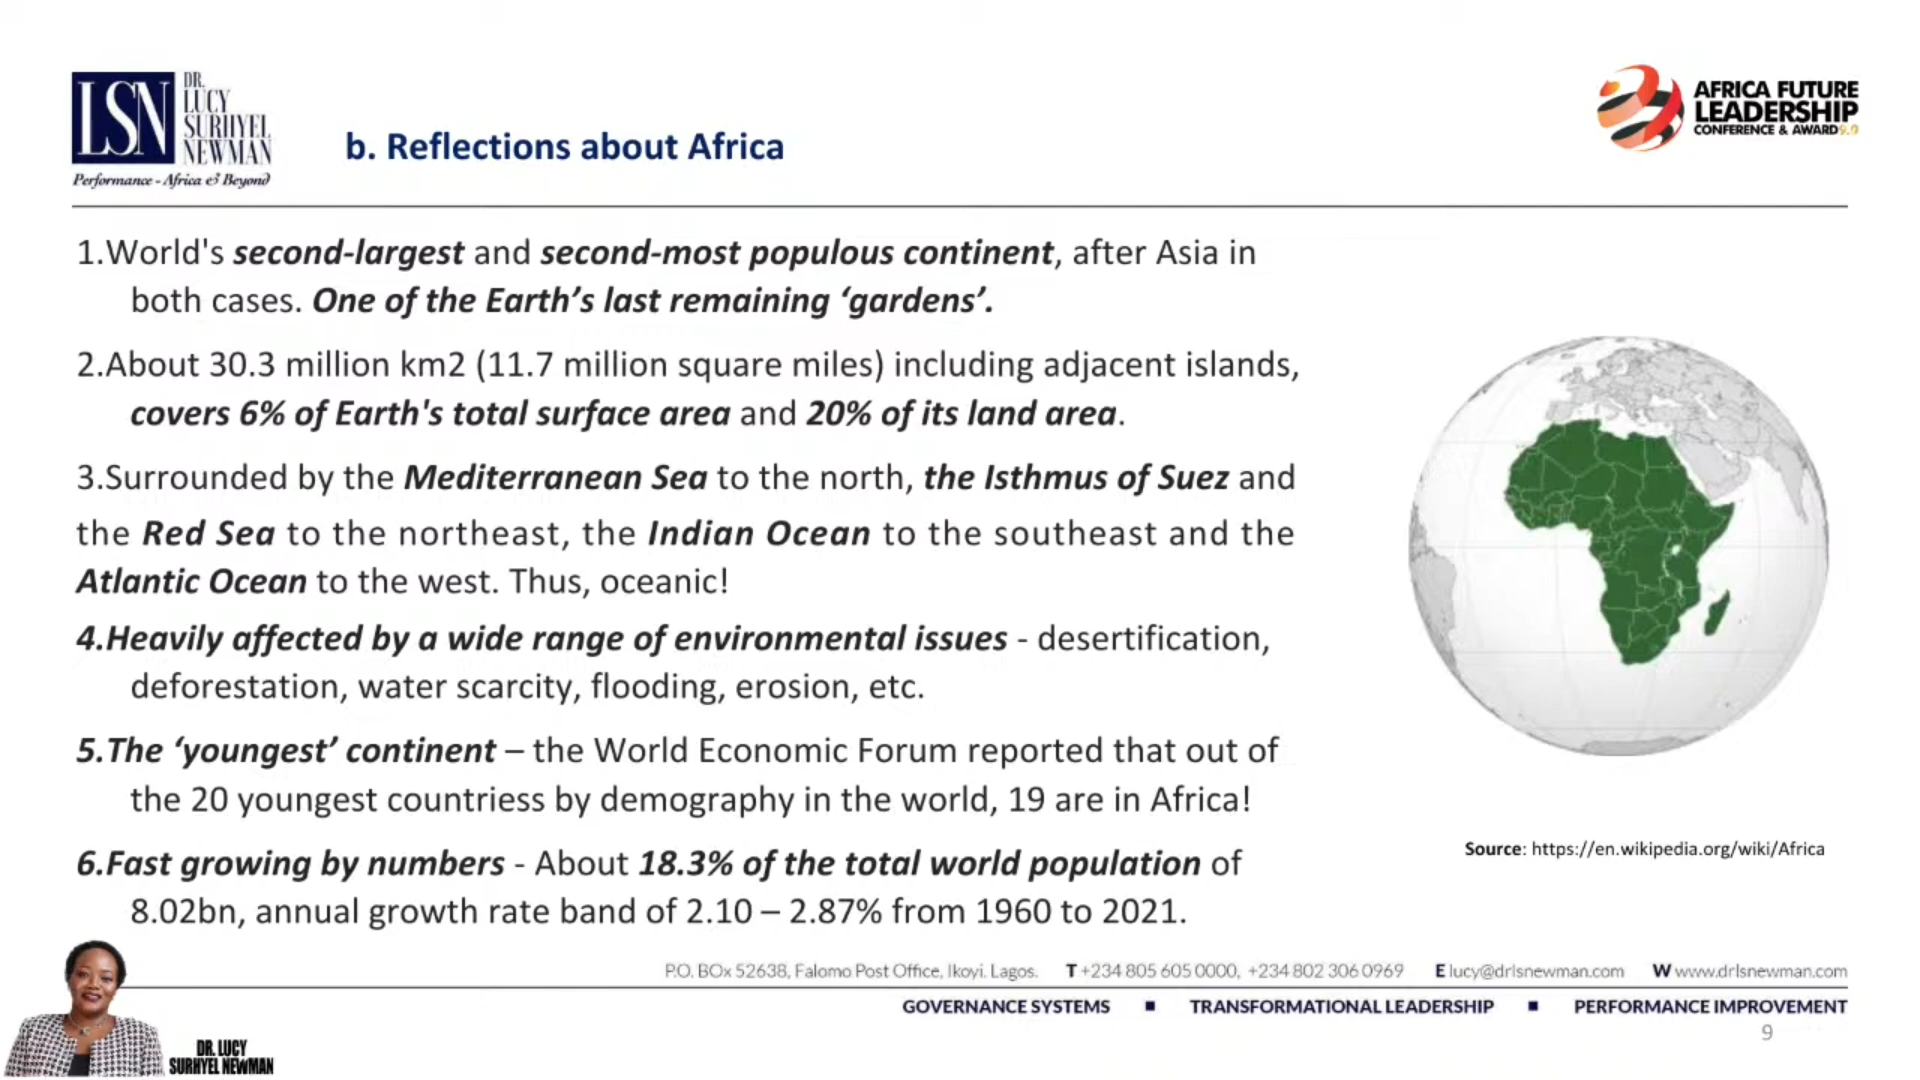 LSN
DR.
LUCY
SURHYEL
NEWMAN
Performance - Africa & Beyond
b. Reflections about Africa
AFRICA FUTURE
LEADERSHIP
CONFERENCE & AWARD9.0
1.World's second-largest and second-most populous continent, after Asia in
both cases. One of the Earth’s last remaining ‘gardens’.
2.About 30.3 million km2 (11.7 million square miles) including adjacent islands,
covers 6% of Earth's total surface area and 20% of its land area.
3.Surrounded by the Mediterranean Sea to the north, the Isthmus of Suez and
the Red Sea to the northeast, the Indian Ocean to the southeast and the
Atlantic Ocean to the west. Thus, oceanic!
4.Heavily affected by a wide range of environmental issues - desertification,
deforestation, water scarcity, flooding, erosion, etc.
5.The ‘youngest’ continent – the World Economic Forum reported that out of
the 20 youngest countriess by demography in the world, 19 are in Africa!
6.Fast growing by numbers - About 18.3% of the total world population of
8.02bn, annual growth rate band of 2.10 – 2.87% from 1960 to 2021.
Source: https://en.wikipedia.org/wiki/Africa
P.O. BOx 52638, Falomo Post Office, Ikoyi. Lagos. T +234 805 605 0000, +234 802 306 0969 E lucy@drlsnewman.com W www.drlsnewman.com
GOVERNANCE SYSTEMS ■ TRANSFORMATIONAL LEADERSHIP ■ PERFORMANCE IMPROVEMENT
9
DR. LUCY
SURHYEL NEWMAN